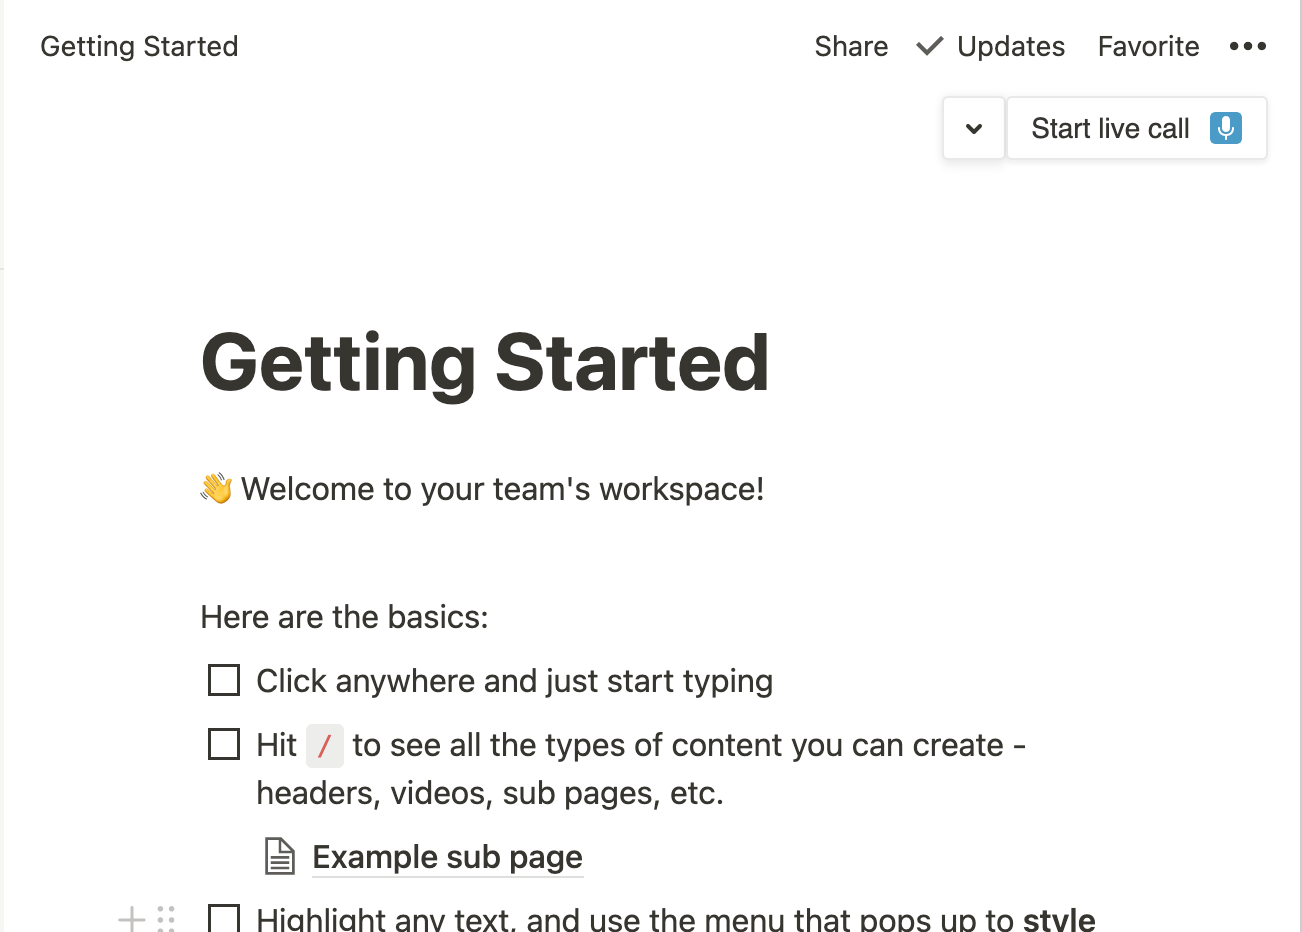 Getting Started
Share Updates Favorite
Start live call
Getting Started
👋 Welcome to your team's workspace!
Here are the basics:
Click anywhere and just start typing
Hit / to see all the types of content you can create -
headers, videos, sub pages, etc.
Example sub page
Highlight any text, and use the menu that pops up to style